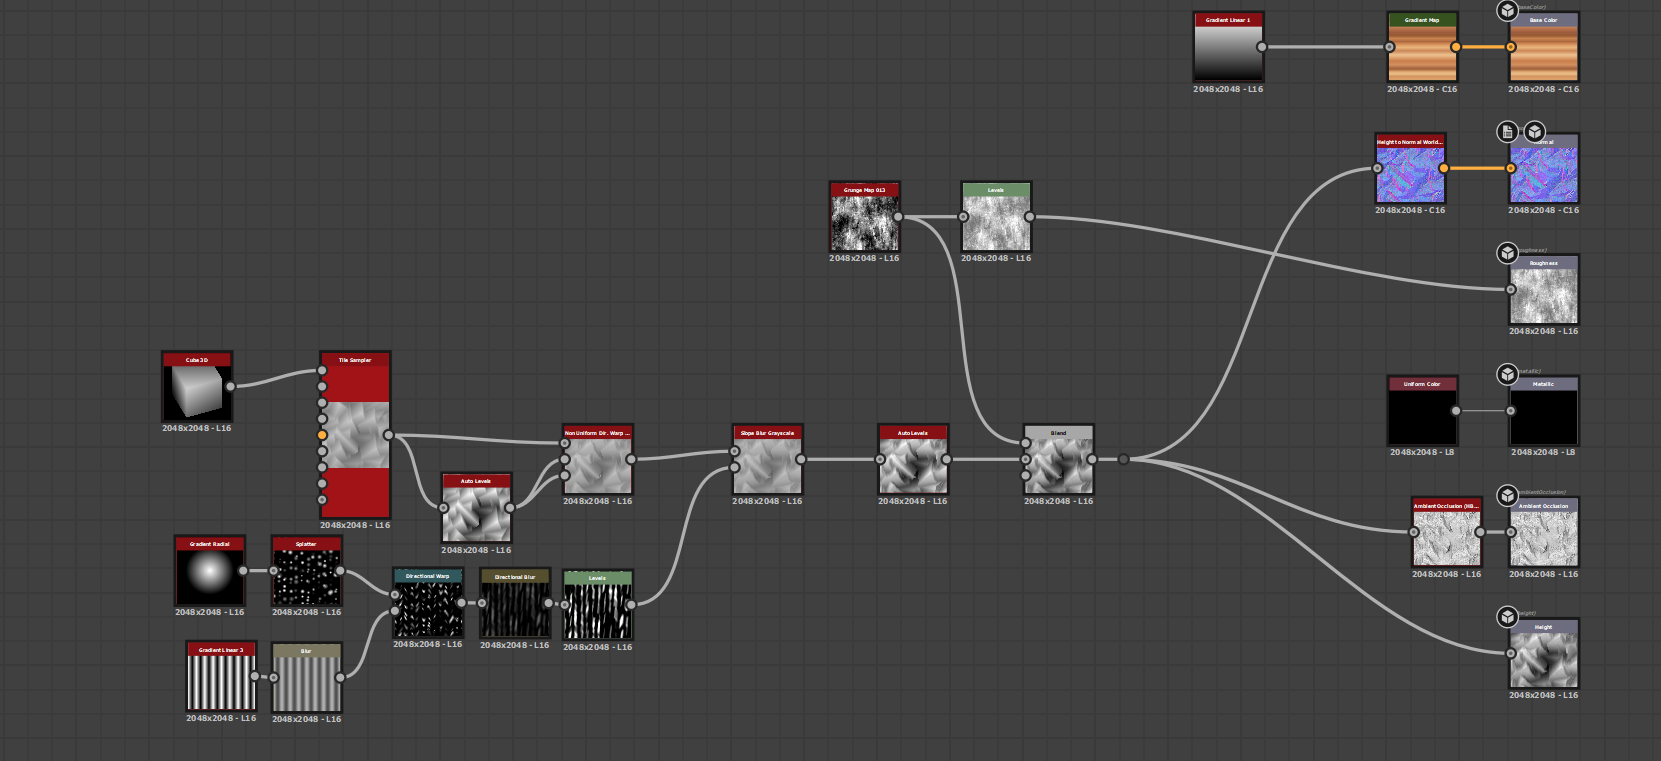 baseColor)
Gradient Linear 1
Gradient Map
Base Color
2048x2048 - L16
2048x2048 - C16
2048x2048 - C16
Height to Normal World...
Normal
2048x2048 - C16
2048x2048 - C16
Grunge Map 013
Levels
2048x2048 - L16
2048x2048 - L16
roughness)
Roughness
2048x2048 - L16
Cube 3D
Tile Sampler
2048x2048 - L16
2048x2048 - L16
metallic)
Uniform Color
Metallic
2048x2048 - L8
2048x2048 - L8
Non Uniform Dir. Warp ...
Slope Blur Grayscale
Auto Levels
Blend
2048x2048 - L16
2048x2048 - L16
2048x2048 - L16
2048x2048 - L16
Auto Levels
2048x2048 - L16
ambientOcclusion)
Ambient Occlusion (HB...
Ambient Occlusion
2048x2048 - L16
2048x2048 - L16
Gradient Radial
Splatter
2048x2048 - L16
2048x2048 - L16
Directional Warp
Directional Blur
Levels
2048x2048 - L16
2048x2048 - L16
2048x2048 - L16
height)
Height
2048x2048 - L16
Gradient Linear 3
Blur
2048x2048 - L16
2048x2048 - L16